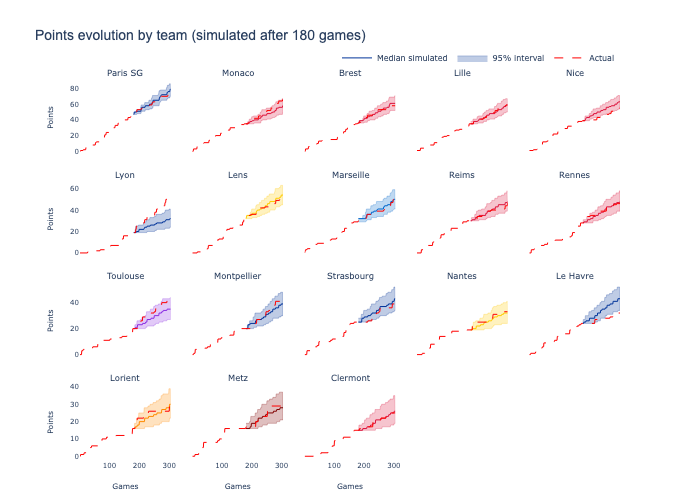 Points evolution by team (simulated after 180 games)
Median simulated 95% interval Actual
Paris SG Monaco Brest Lille Nice
80
60
40
20
0
Points
Lyon Lens Marseille Reims Rennes
60
40
20
0
Points
Toulouse Montpellier Strasbourg Nantes Le Havre
40
20
0
Points
Lorient Metz Clermont
40
30
20
10
0
Points
100 200 300 100 200 300 100 200 300
Games Games Games